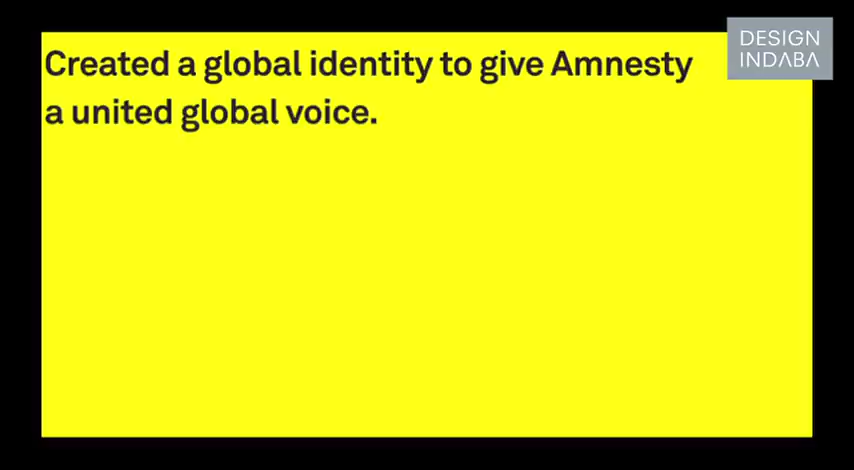 Created a global identity to give Amnesty
a united global voice.
DESIGN
INDABA